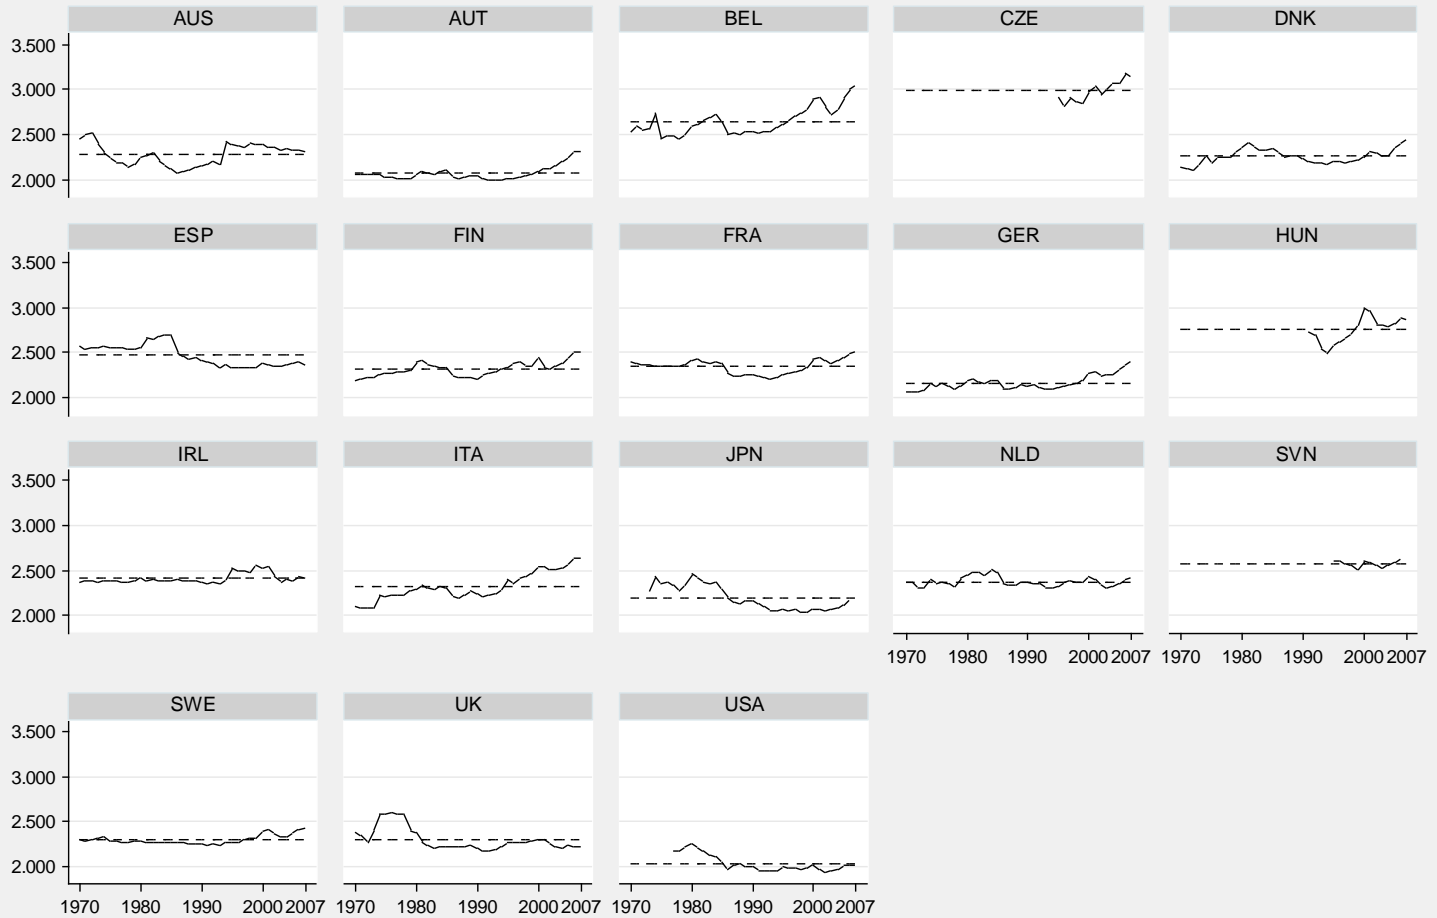 AUS AUT BEL CZE DNK
3.500
3.000
2.500
2.000
ESP FIN FRA GER HUN
3.500
3.000
2.500
2.000
IRL ITA JPN NLD SVN
3.500
3.000
2.500
2.000
1970 1980 1990 2000 2007 1970 1980 1990 2000 2007
SWE UK USA
3.500
3.000
2.500
2.000
1970 1980 1990 2000 2007 1970 1980 1990 2000 2007 1970 1980 1990 2000 2007